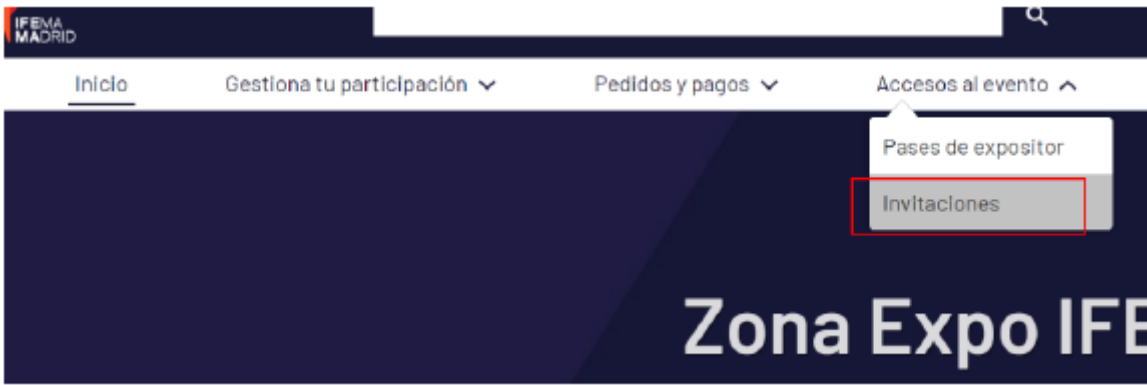 IFEMA
MADRID
Inicio
Gestiona tu participación
Pedidos y pagos
Accesos al evento
Pases de expositor
Invitaciones
Zona Expo IFE